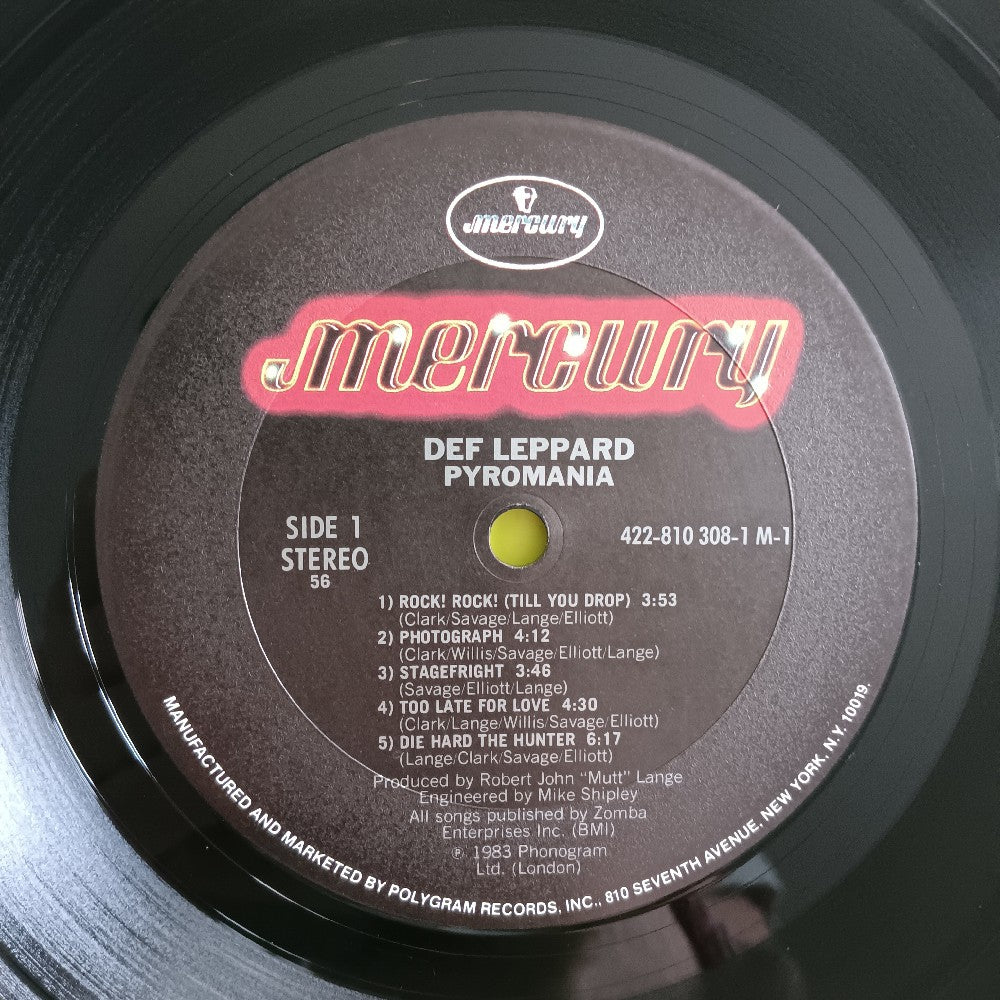 mercury
mercury
DEF LEPPARD
PYROMANIA
SIDE 1
STEREO
56
422-810 308-1 M-1
1) ROCK! ROCK! (TILL YOU DROP) 3:53
(Clark/Savage/Lange/Elliott)
2) PHOTOGRAPH 4:12
(Clark/Willis/Savage/Elliott/Lange)
3) STAGEFRIGHT 3:46
(Savage/Elliott/Lange)
4) TOO LATE FOR LOVE 4:30
(Clark/Lange/Willis/Savage/Elliott)
5) DIE HARD THE HUNTER 6:17
(Lange/Clark/Savage/Elliott)
Produced by Robert John "Mutt" Lange
Engineered by Mike Shipley
All songs published by Zomba
Enterprises Inc. (BMI)
℗ 1983 Phonogram
Ltd. (London)
MANUFACTURED AND MARKETED BY POLYGRAM RECORDS, INC., 810 SEVENTH AVENUE, NEW YORK, N.Y. 10019.